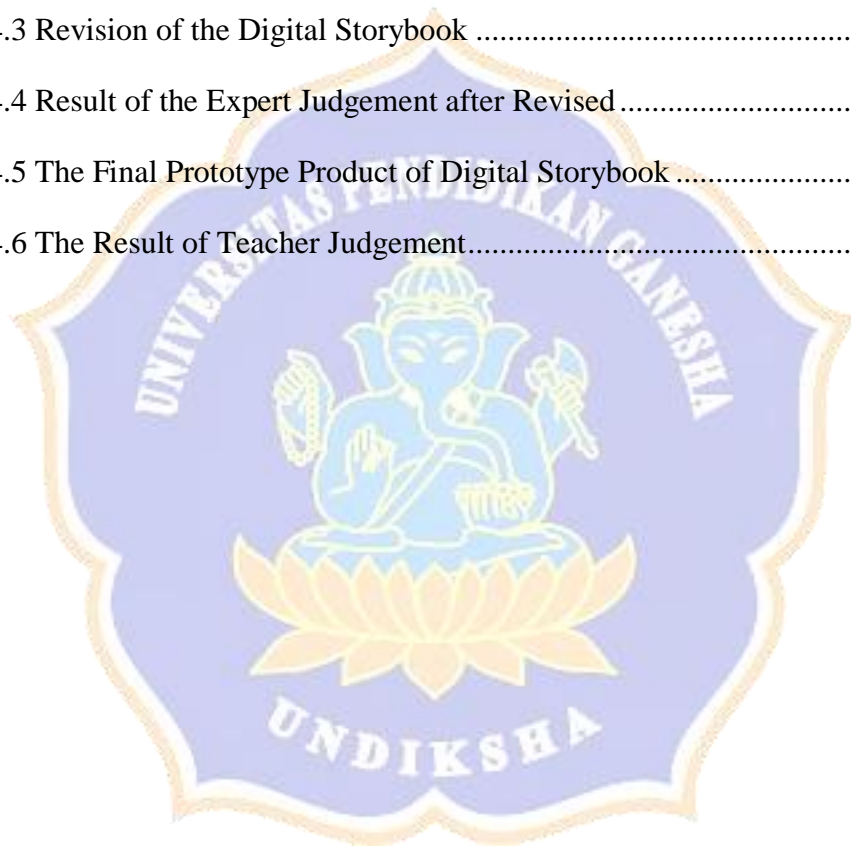 .3 Revision of the Digital Storybook ............................................
.4 Result of the Expert Judgement after Revised ...........................
.5 The Final Prototype Product of Digital Storybook .....................
.6 The Result of Teacher Judgement.............................................
UNIVERSITAS PENDIDIKAN GANESHA
UNDIKSHA